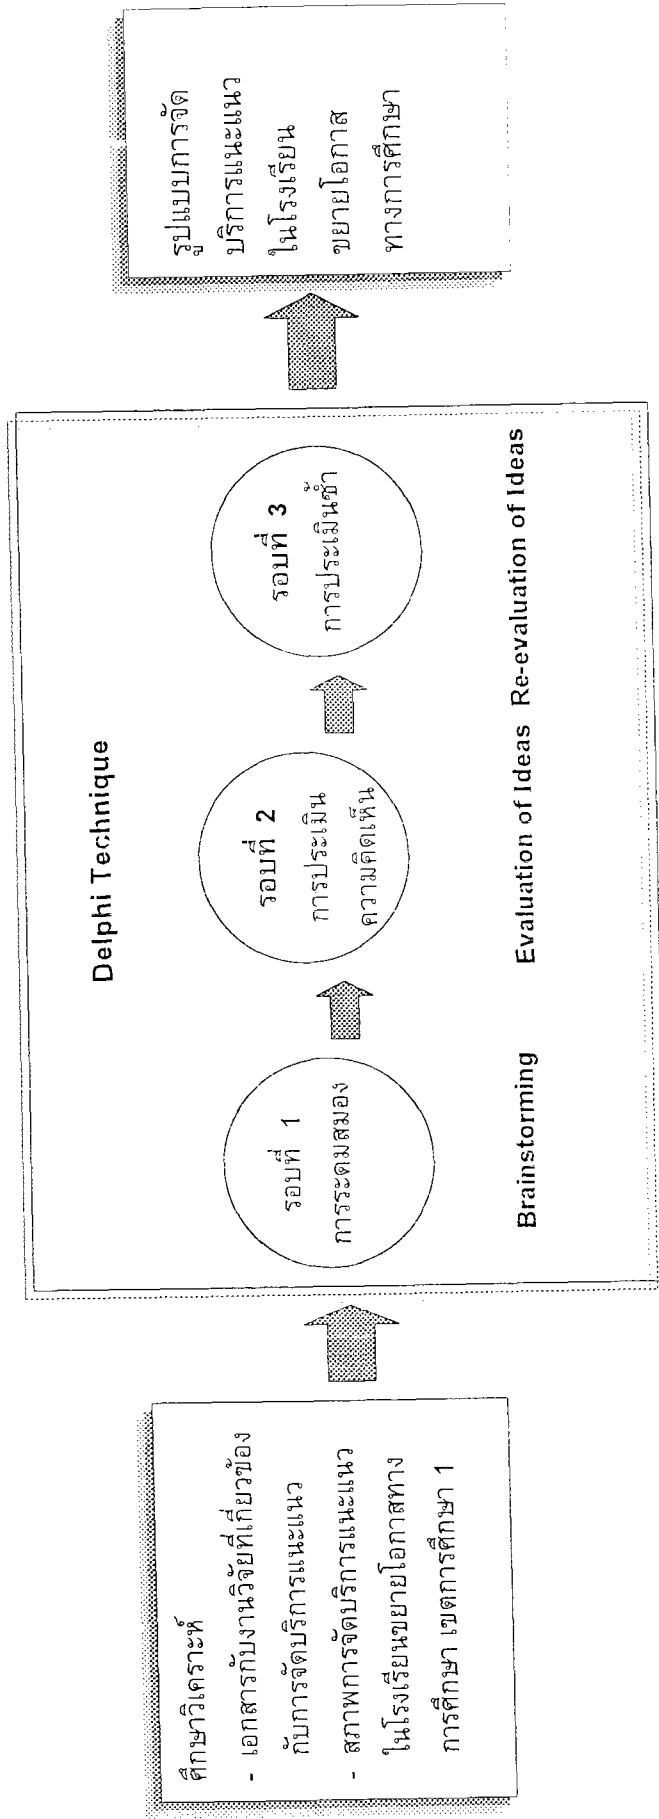 ศึกษาวิเคราะห์
- เอกสารกับงานวิจัยที่เกี่ยวข้อง
กับการจัดบริการแนะแนว
- สภาพการจัดบริการแนะแนว
ในโรงเรียนขยายโอกาสทาง
การศึกษา เขตการศึกษา 1
Delphi Technique
รอบที่ 1
การระดมสมอง
รอบที่ 2
การประเมิน
ความคิดเห็น
รอบที่ 3
การประเมินซ้ำ
Brainstorming
Evaluation of Ideas
Re-evaluation of Ideas
รูปแบบการจัด
บริการแนะแนว
ในโรงเรียน
ขยายโอกาส
ทางการศึกษา